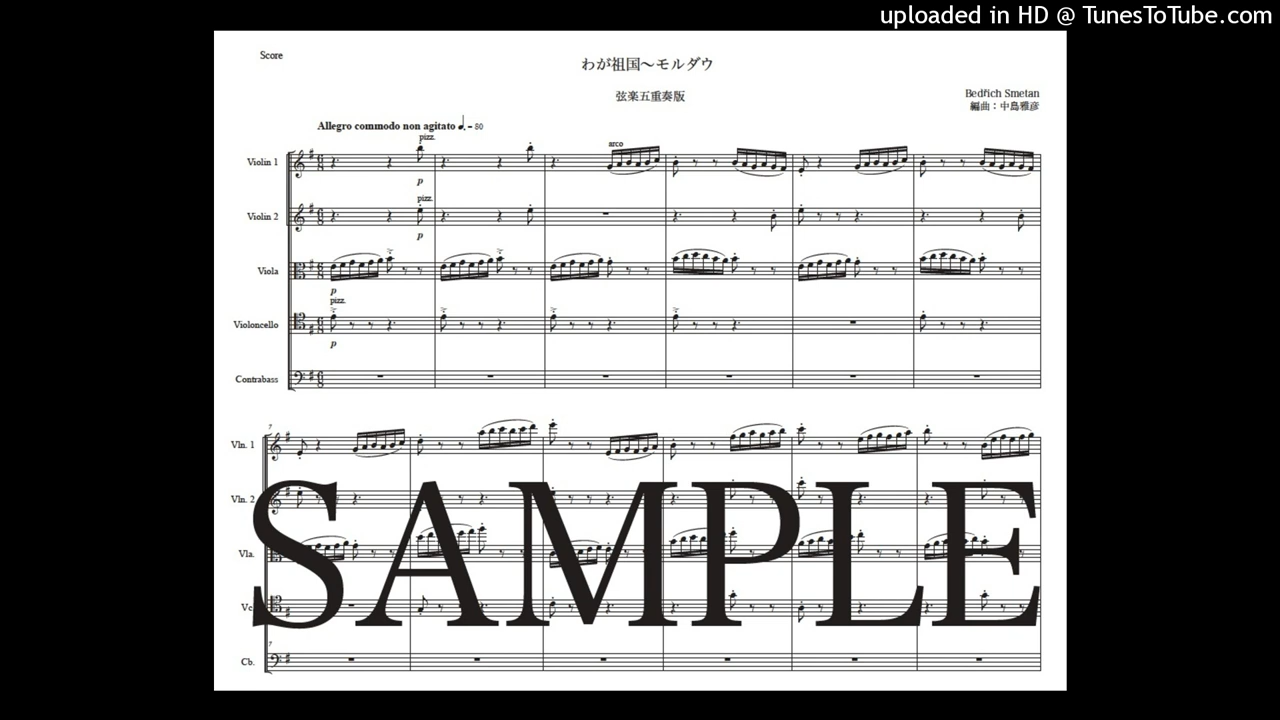 uploaded in HD @ TunesToTube.com
Score
わが祖国～モルダウ
弦楽五重奏版
Bedřich Smetan
編曲：中島雅彦
Allegro commodo non agitato ♩. = 80
pizz.
arco
Violin 1
p
pizz.
Violin 2
p
Viola
p
pizz.
Violoncello
p
Contrabass
7
Vln. 1
Vln. 2
SAMPLE
Vla.
Vc.
7
Cb.